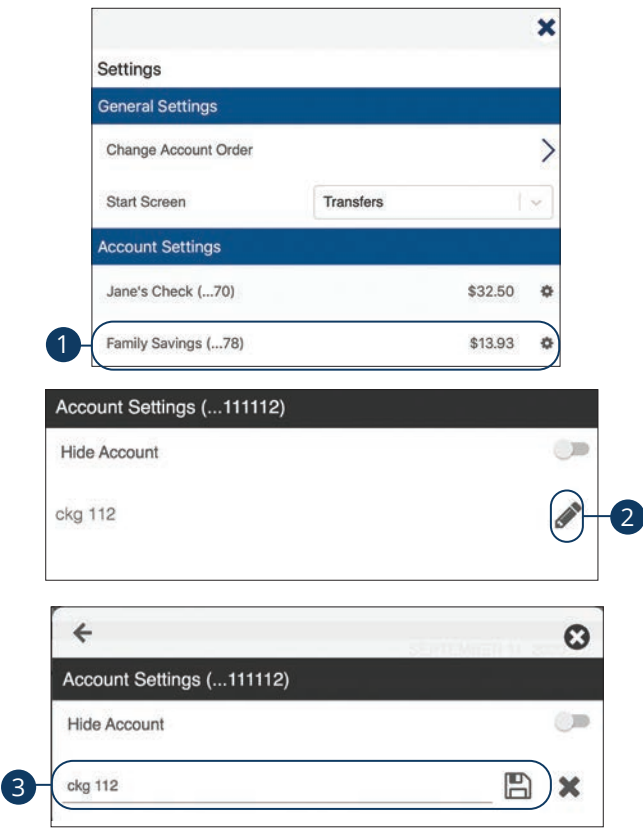 Settings
General Settings
Change Account Order
Start Screen Transfers
Account Settings
Jane's Check (...70) $32.50
1 Family Savings (...78) $13.93
Account Settings (...111112)
Hide Account
ckg 112 2
SEPTEMBER 11
Account Settings (...111112)
Hide Account
3 ckg 112